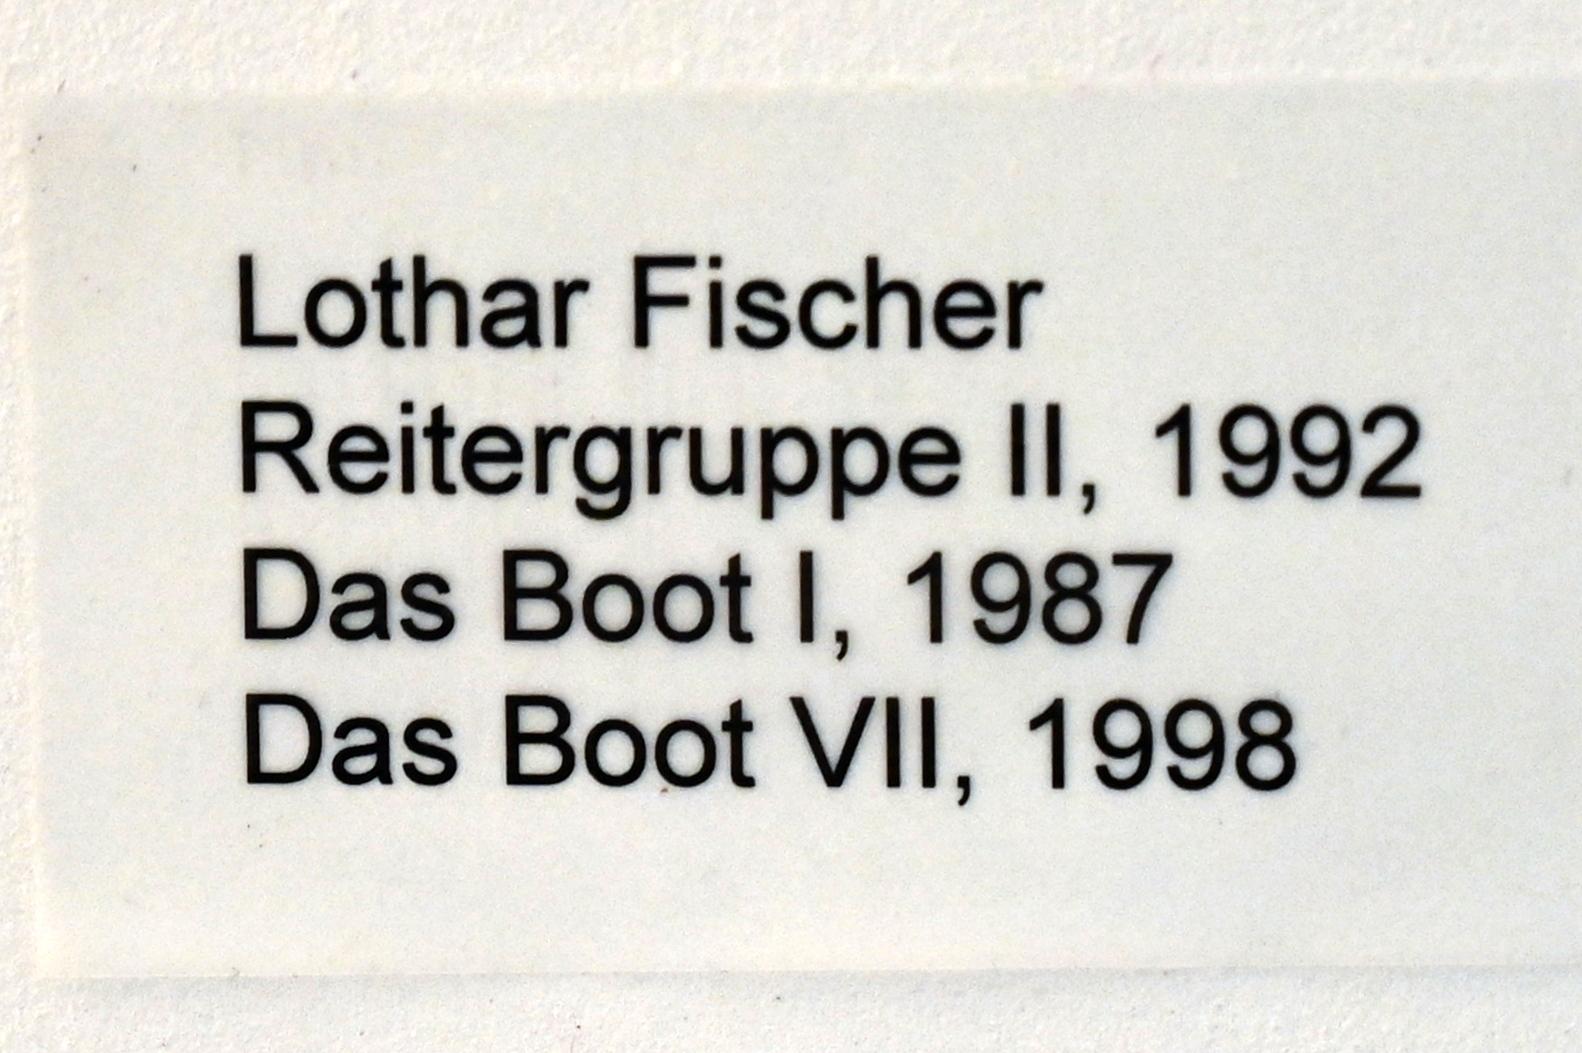 Lothar Fischer
Reitergruppe II, 1992
Das Boot I, 1987
Das Boot VII, 1998